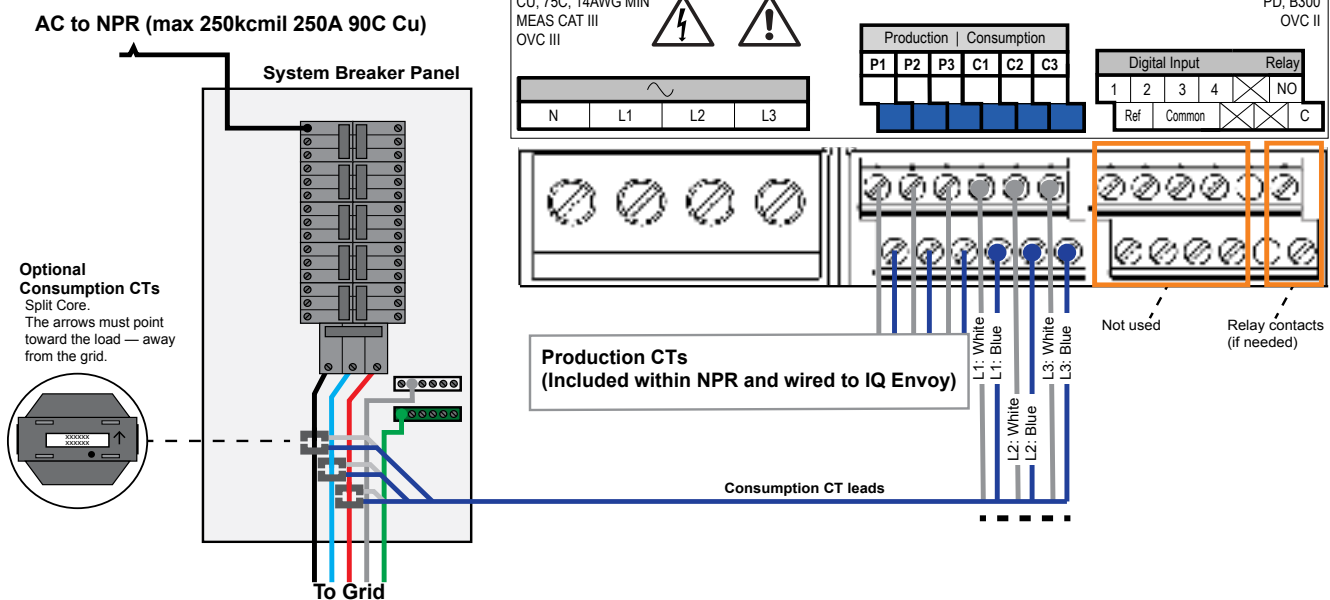 AC to NPR (max 250kcmil 250A 90C Cu)
System Breaker Panel
Optional
Consumption CTs
Split Core.
The arrows must point
toward the load — away
from the grid.
XXXXXX
XXXXXX
To Grid
CU, 75C, 14AWG MIN
MEAS CAT III
OVC III
N L1 L2 L3
Production | Consumption
P1 P2 P3 C1 C2 C3
PD, B300
OVC II
Digital Input Relay
1 2 3 4 NO
Ref Common C
Not used
Relay contacts
(if needed)
Production CTs
(Included within NPR and wired to IQ Envoy)
L1: White
L1: Blue
L2: White
L2: Blue
L3: White
L3: Blue
Consumption CT leads